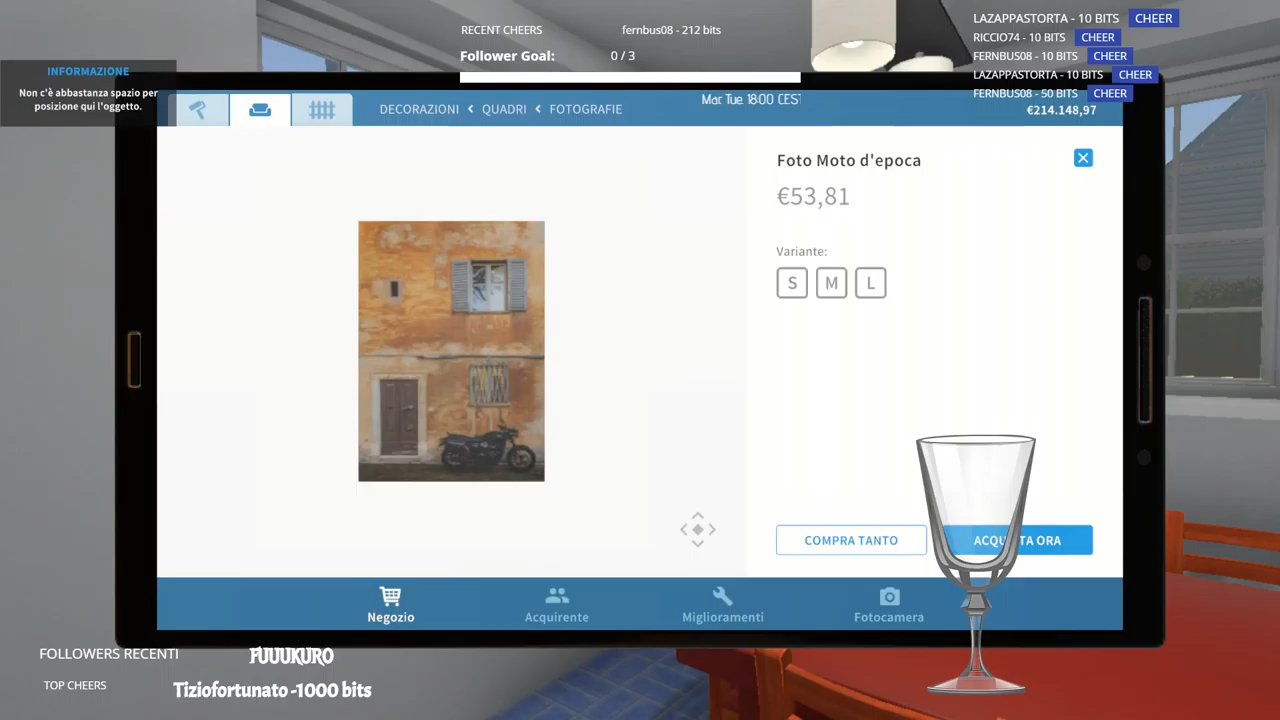 RECENT CHEERS
fernbus08 - 212 bits
Follower Goal:
0 / 3
LAZAPPASTORTA - 10 BITS CHEER
RICCIO74 - 10 BITS CHEER
FERNBUS08 - 10 BITS CHEER
LAZAPPASTORTA - 10 BITS CHEER
FERNBUS08 - 50 BITS CHEER
INFORMAZIONE
Non c'è abbastanza spazio per
posizione qui l'oggetto.
DECORAZIONI < QUADRI < FOTOGRAFIE
Mar Tue 18:00 CEST
€214.148,97
Foto Moto d'epoca
€53,81
Variante:
S M L
COMPRA TANTO
ACQUISTA ORA
Negozio
Acquirente
Miglioramenti
Fotocamera
FOLLOWERS RECENTI
FUUUKURO
TOP CHEERS
Tiziofortunato -1000 bits